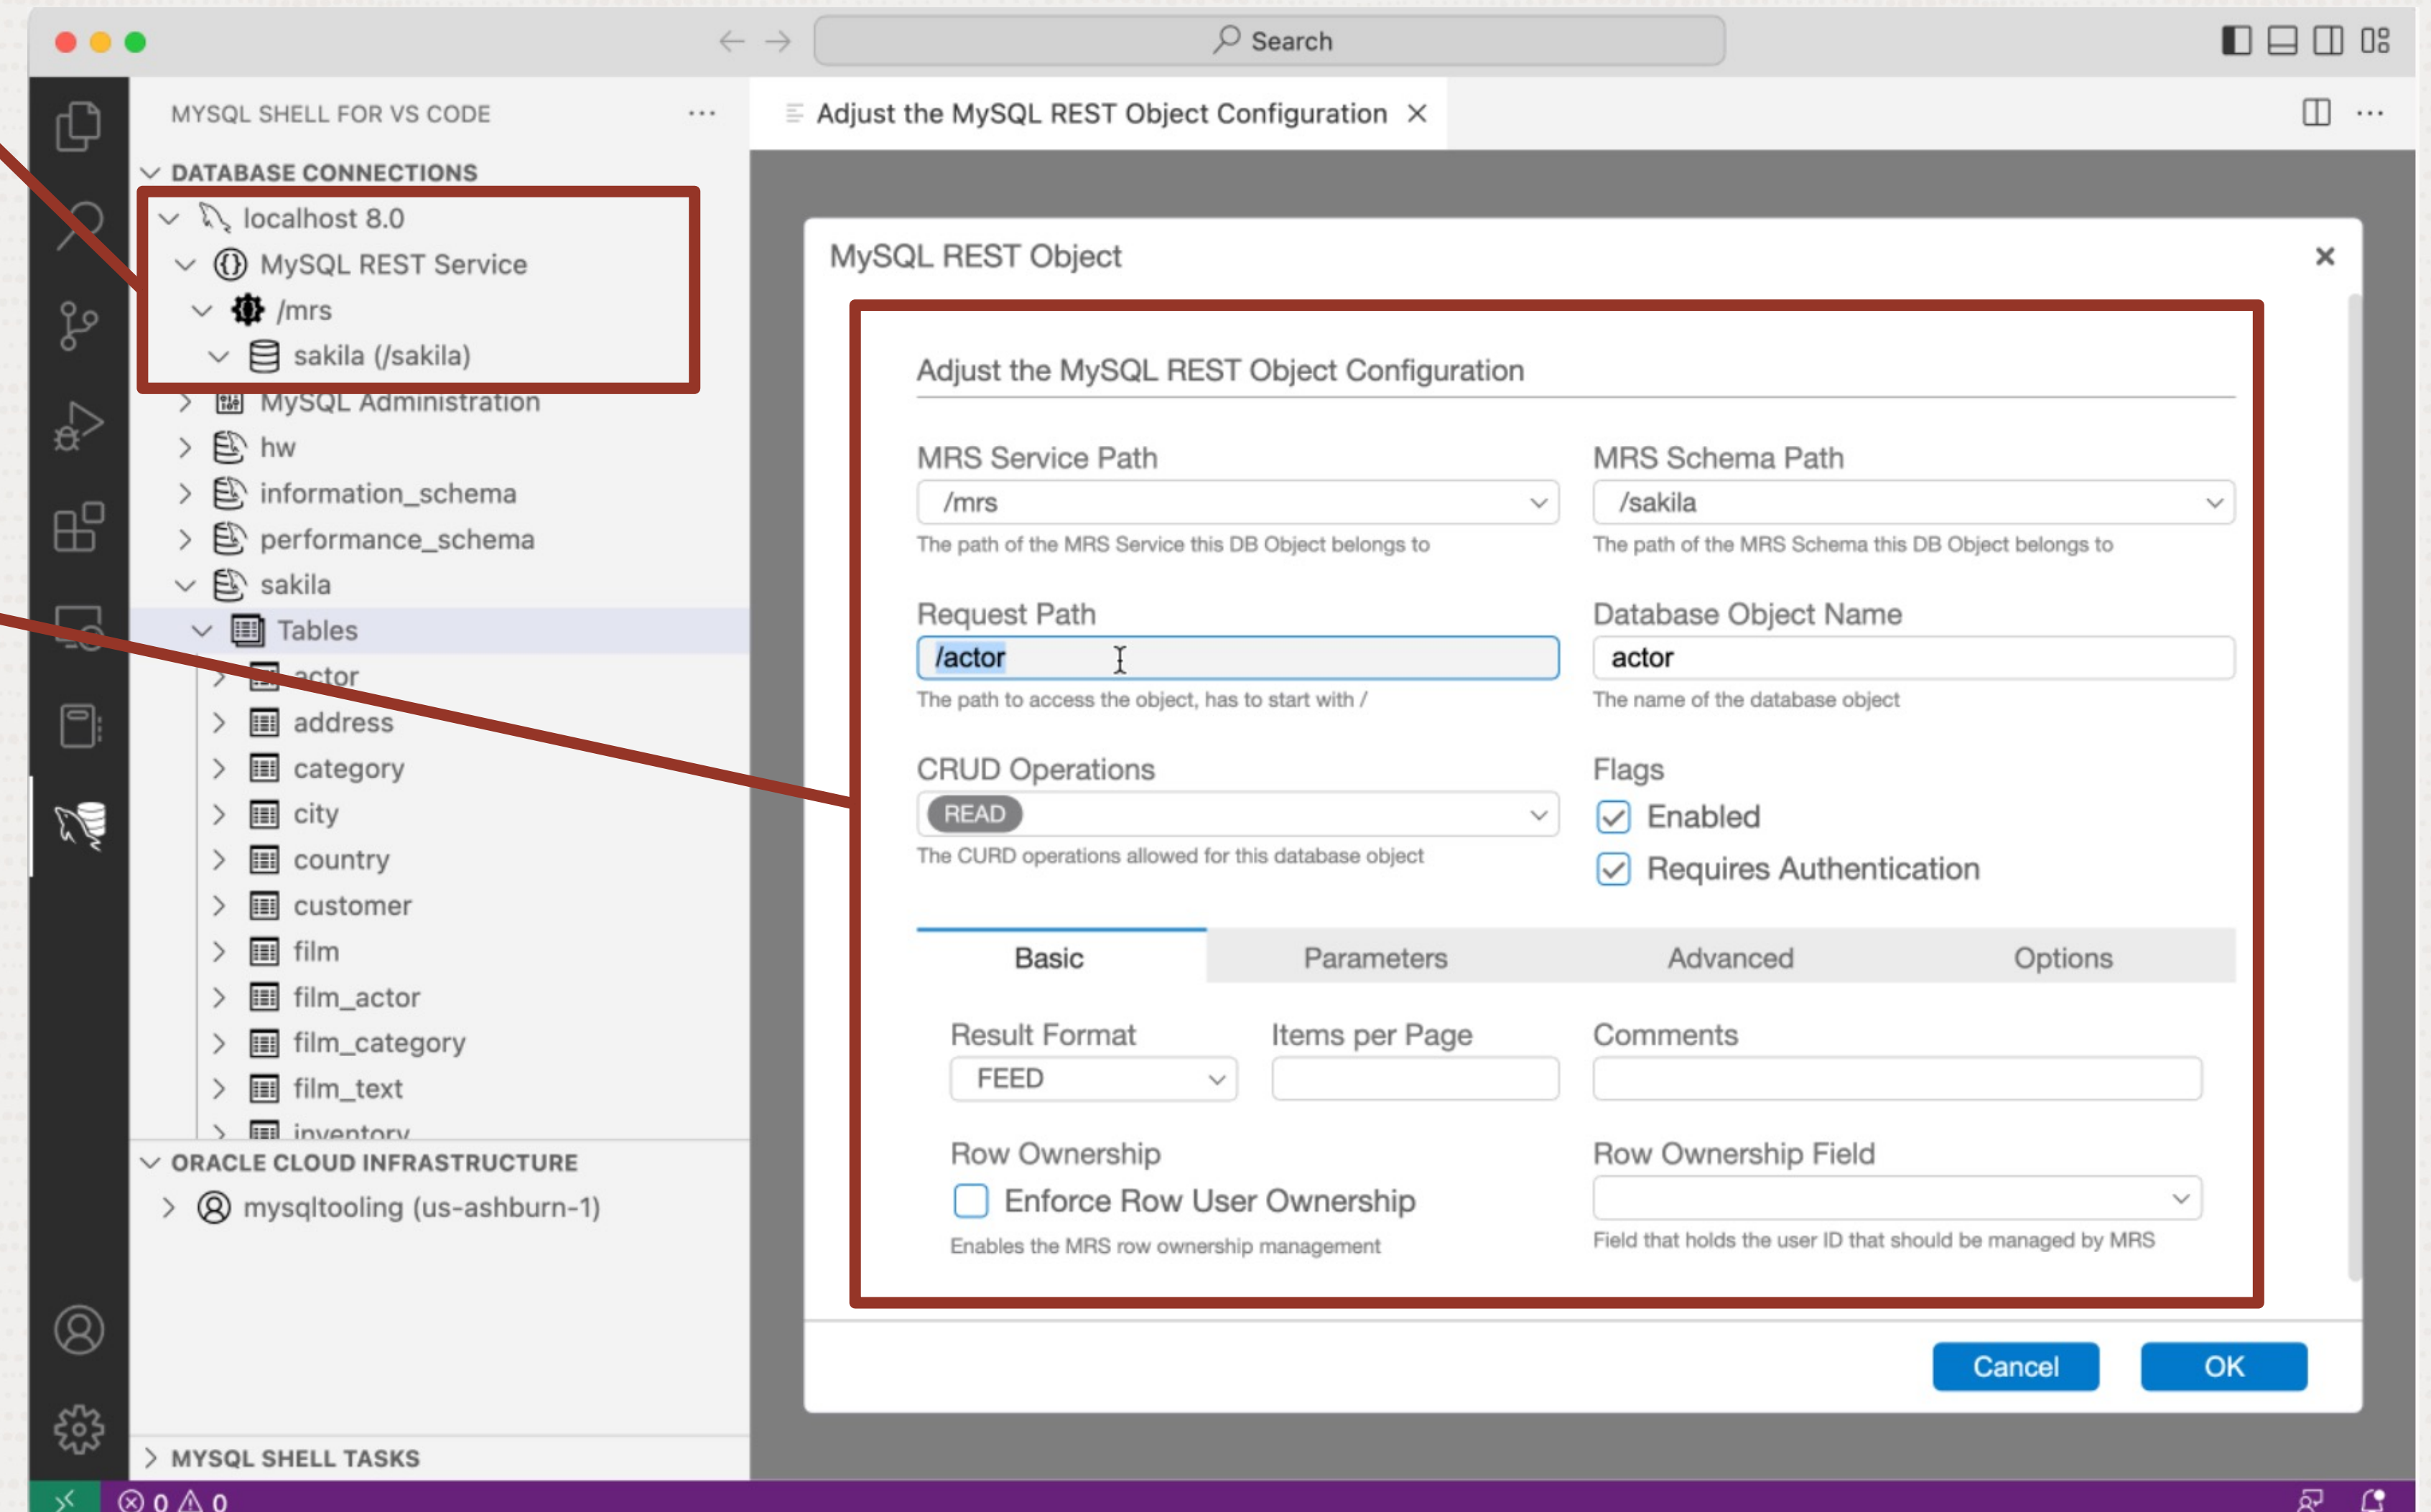 Search
MYSQL SHELL FOR VS CODE
Adjust the MySQL REST Object Configuration
DATABASE CONNECTIONS
localhost 8.0
MySQL REST Service
/mrs
sakila (/sakila)
MySQL Administration
hw
information_schema
performance_schema
sakila
Tables
actor
address
category
city
country
customer
film
film_actor
film_category
film_text
inventory
ORACLE CLOUD INFRASTRUCTURE
mysqltooling (us-ashburn-1)
MYSQL SHELL TASKS
MySQL REST Object
Adjust the MySQL REST Object Configuration
MRS Service Path
/mrs
The path of the MRS Service this DB Object belongs to
MRS Schema Path
/sakila
The path of the MRS Schema this DB Object belongs to
Request Path
/actor
The path to access the object, has to start with /
Database Object Name
actor
The name of the database object
CRUD Operations
READ
The CURD operations allowed for this database object
Flags
Enabled
Requires Authentication
Basic Parameters Advanced Options
Result Format
FEED
Items per Page
Comments
Row Ownership
Enforce Row User Ownership
Enables the MRS row ownership management
Row Ownership Field
Field that holds the user ID that should be managed by MRS
Cancel OK
0 0